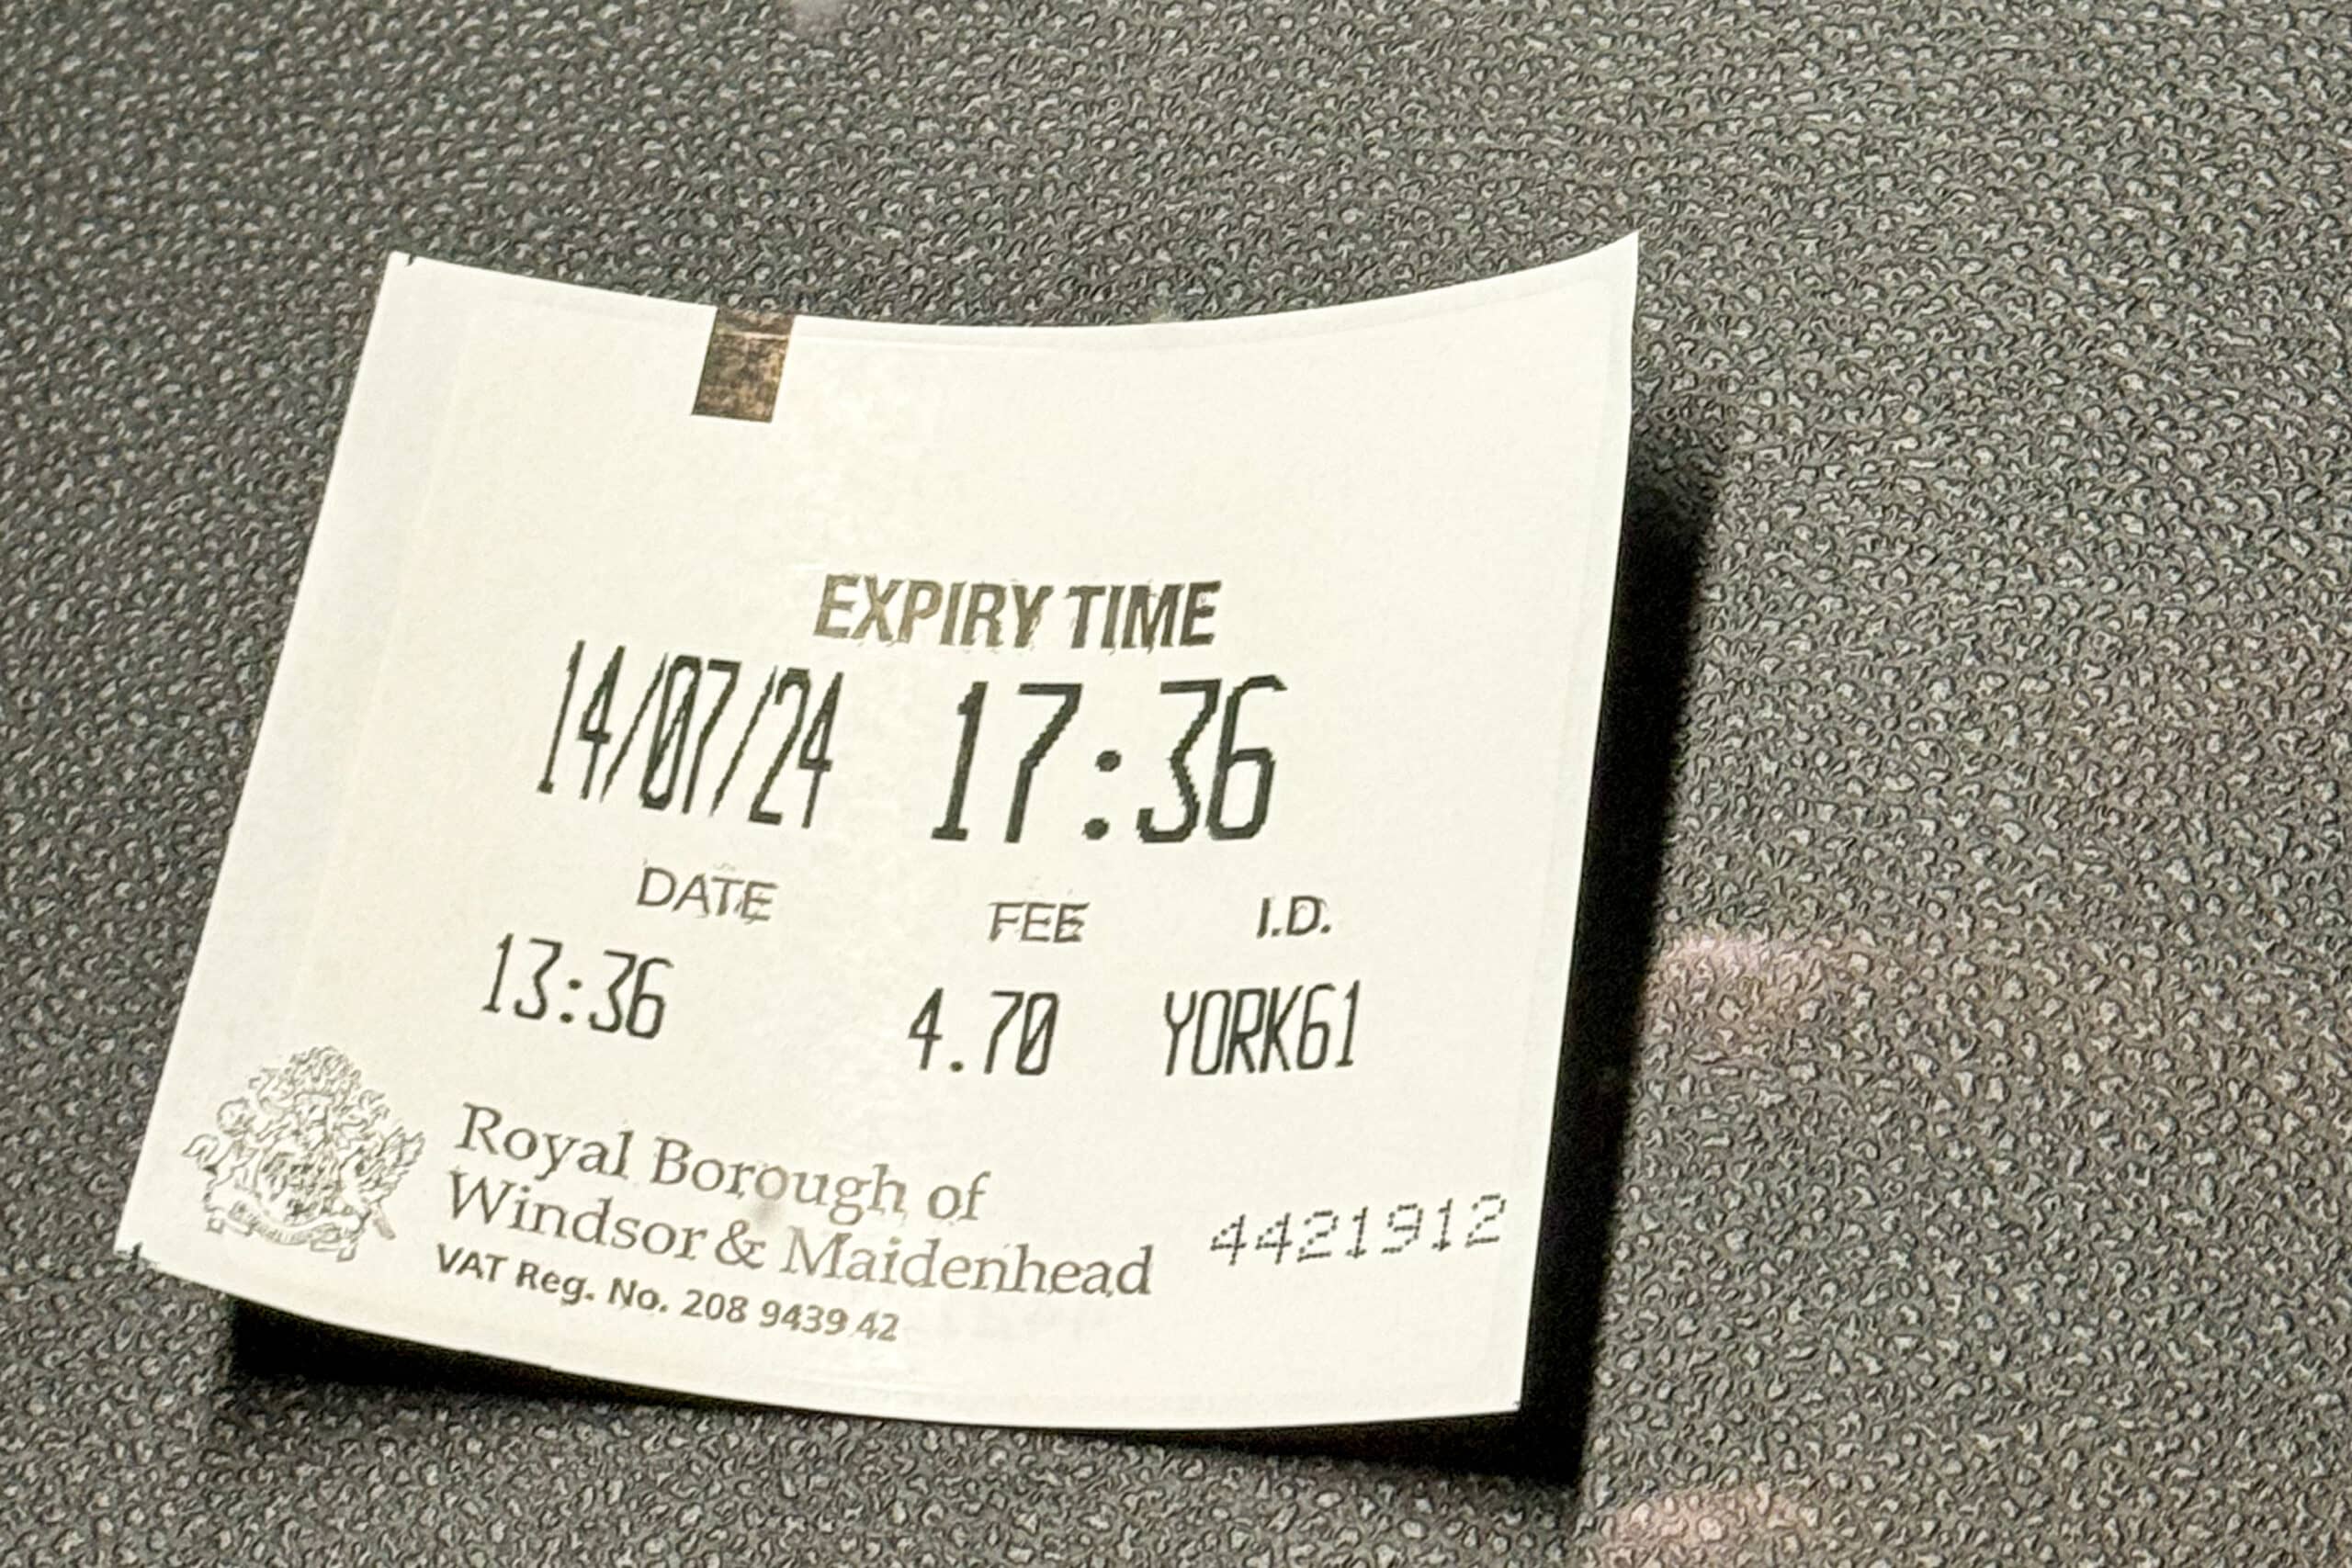 EXPIRY TIME
14/07/24 17:36
DATE FEE I.D.
13:36 4.70 YORK61
Royal Borough of
Windsor & Maidenhead
4421912
VAT Reg. No. 208 9439 42